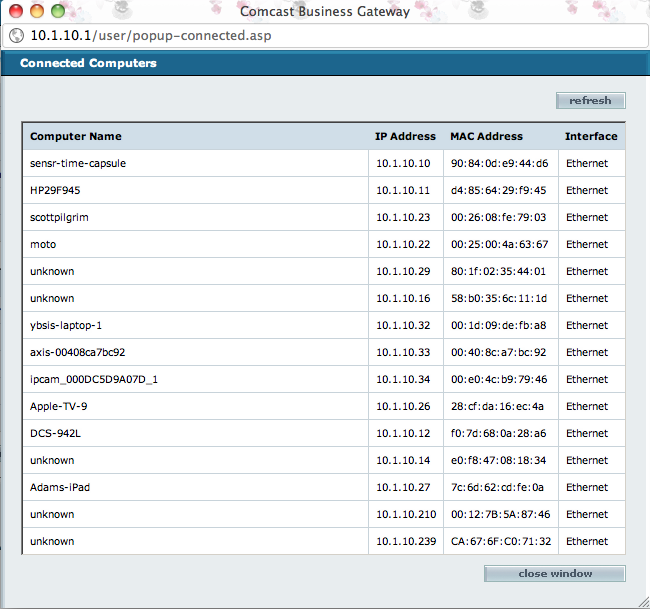 Comcast Business Gateway
10.1.10.1/user/popup-connected.asp
Connected Computers
refresh
Computer Name IP Address MAC Address Interface
sensr-time-capsule 10.1.10.10 90:84:0d:e9:44:d6 Ethernet
HP29F945 10.1.10.11 d4:85:64:29:f9:45 Ethernet
scottpilgrim 10.1.10.23 00:26:08:fe:79:03 Ethernet
moto 10.1.10.22 00:25:00:4a:63:67 Ethernet
unknown 10.1.10.29 80:1f:02:35:44:01 Ethernet
unknown 10.1.10.16 58:b0:35:6c:11:1d Ethernet
ybsis-laptop-1 10.1.10.32 00:1d:09:de:fb:a8 Ethernet
axis-00408ca7bc92 10.1.10.33 00:40:8c:a7:bc:92 Ethernet
ipcam_000DC5D9A07D_1 10.1.10.34 00:e0:4c:b9:79:46 Ethernet
Apple-TV-9 10.1.10.26 28:cf:da:16:ec:4a Ethernet
DCS-942L 10.1.10.12 f0:7d:68:0a:28:a6 Ethernet
unknown 10.1.10.14 e0:f8:47:08:18:34 Ethernet
Adams-iPad 10.1.10.27 7c:6d:62:cd:fe:0a Ethernet
unknown 10.1.10.210 00:12:7B:5A:87:46 Ethernet
unknown 10.1.10.239 CA:67:6F:C0:71:32 Ethernet
close window